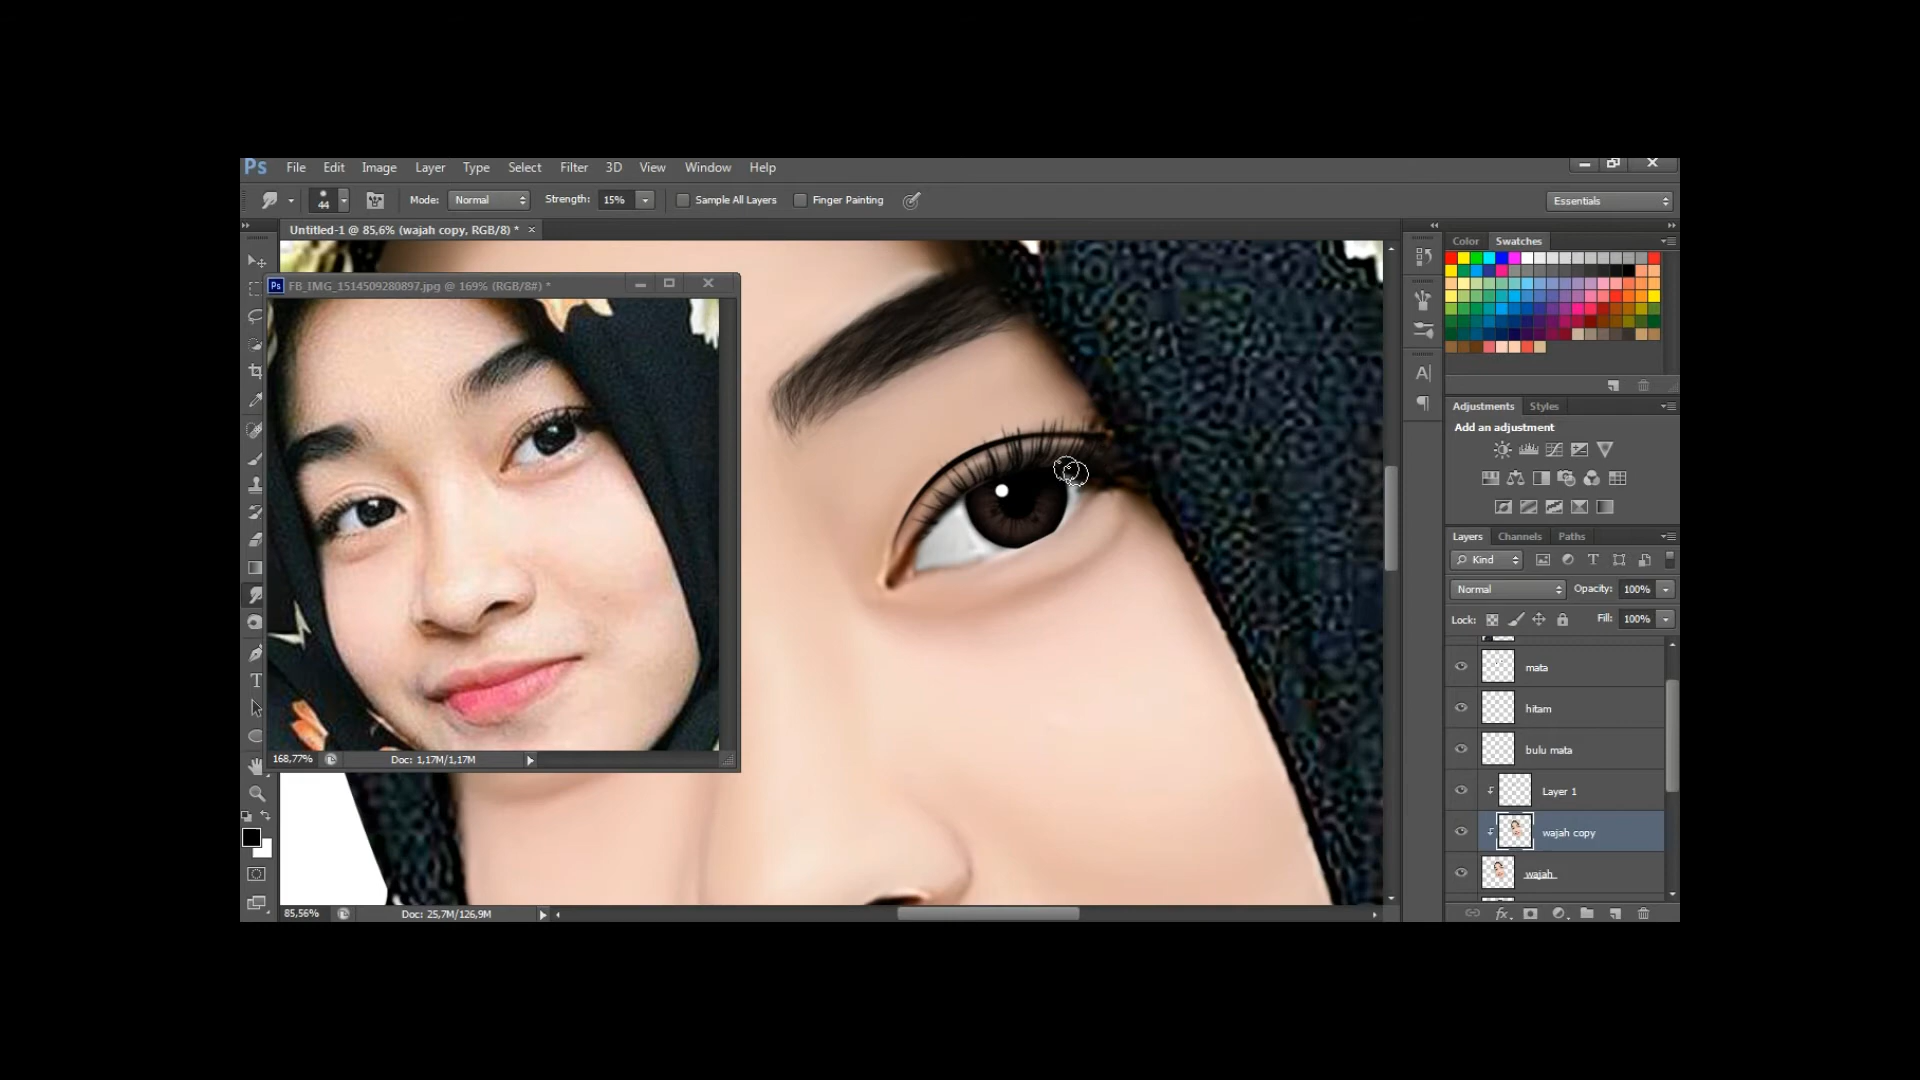 Ps File Edit Image Layer Type Select Filter 3D View Window Help
44 Mode: Normal Strength: 15% Sample All Layers Finger Painting Essentials
Untitled-1 @ 85,6% (wajah copy, RGB/8) * ×
Ps FB_IMG_1514509280897.jpg @ 169% (RGB/8#) *
168,77% Doc: 1,17M/1,17M
85,56% Doc: 25,7M/126,9M
Color Swatches
Adjustments Styles
Add an adjustment
Layers Channels Paths
Kind
Normal Opacity: 100%
Lock: Fill: 100%
mata
hitam
bulu mata
Layer 1
wajah copy
wajah